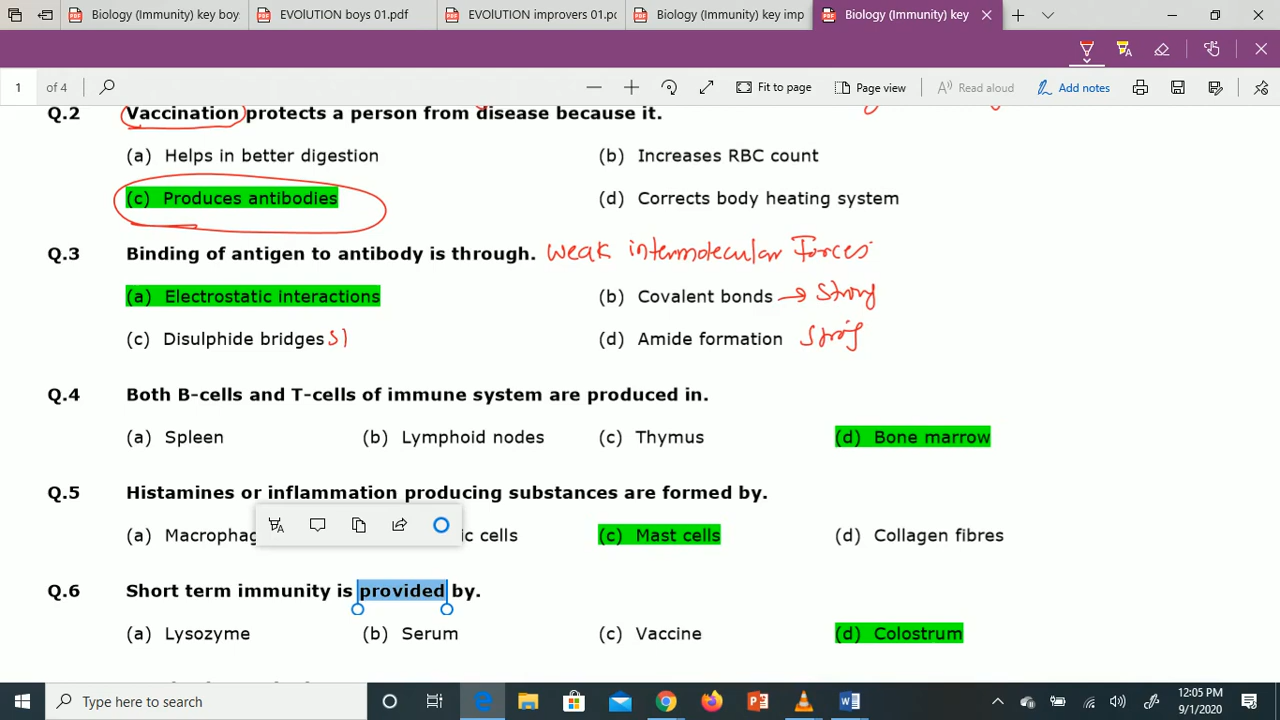 Biology (Immunity) key boy EVOlUTION boys 01.pdf EVOlUTION improvers 01.pc Biology (Immunity) key imp Biology (Immunity) key
1 of 4 Fit to page Page view Read aloud Add notes
Q.2 Vaccination protects a person from disease because it.
(a) Helps in better digestion (b) Increases RBC count
(c) Produces antibodies (d) Corrects body heating system
Q.3 Binding of antigen to antibody is through. Weak intermolecular Forces
(a) Electrostatic interactions (b) Covalent bonds → Strong
(c) Disulphide bridges (d) Amide formation Strong
Q.4 Both B-cells and T-cells of immune system are produced in.
(a) Spleen (b) Lymphoid nodes (c) Thymus (d) Bone marrow
Q.5 Histamines or inflammation producing substances are formed by.
(a) Macrophag c cells (c) Mast cells (d) Collagen fibres
Q.6 Short term immunity is provided by.
(a) Lysozyme (b) Serum (c) Vaccine (d) Colostrum
Type here to search 12:05 PM
9/1/2020